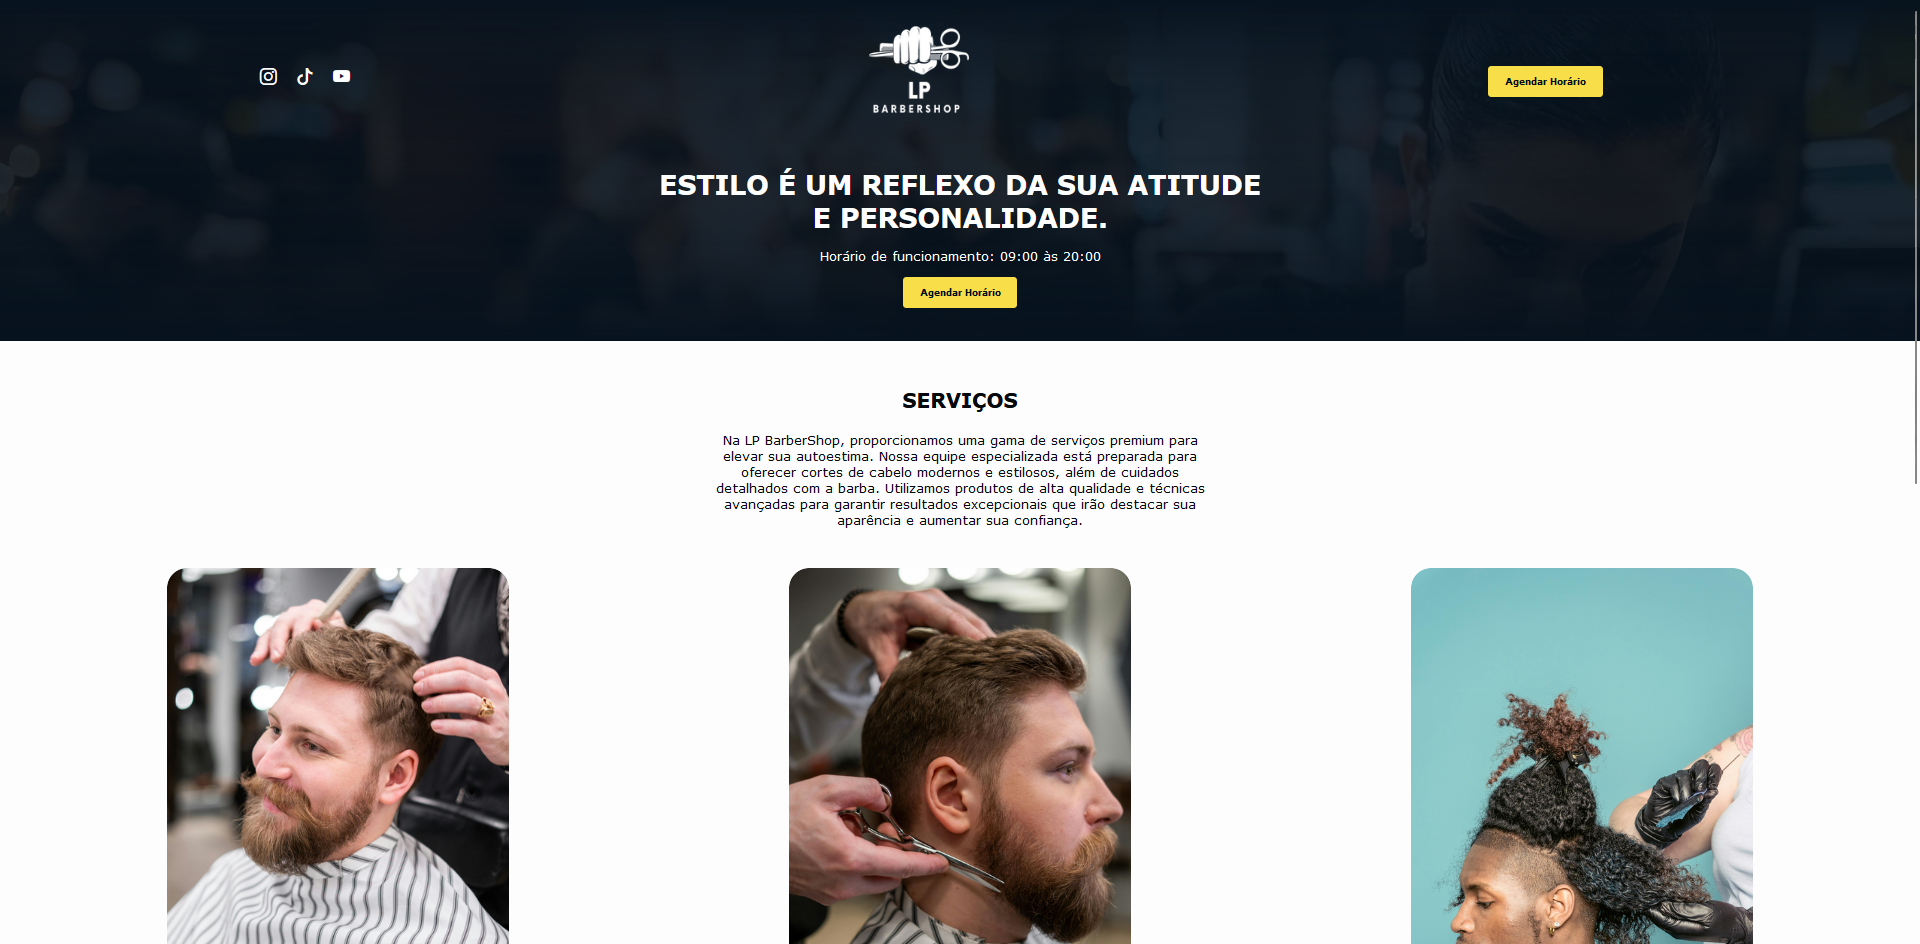 LP
BARBERSHOP
Agendar Horário
ESTILO É UM REFLEXO DA SUA ATITUDE
E PERSONALIDADE.
Horário de funcionamento: 09:00 às 20:00
Agendar Horário
SERVIÇOS
Na LP BarberShop, proporcionamos uma gama de serviços premium para
elevar sua autoestima. Nossa equipe especializada está preparada para
oferecer cortes de cabelo modernos e estilosos, além de cuidados
detalhados com a barba. Utilizamos produtos de alta qualidade e técnicas
avançadas para garantir resultados excepcionais que irão destacar sua
aparência e aumentar sua confiança.